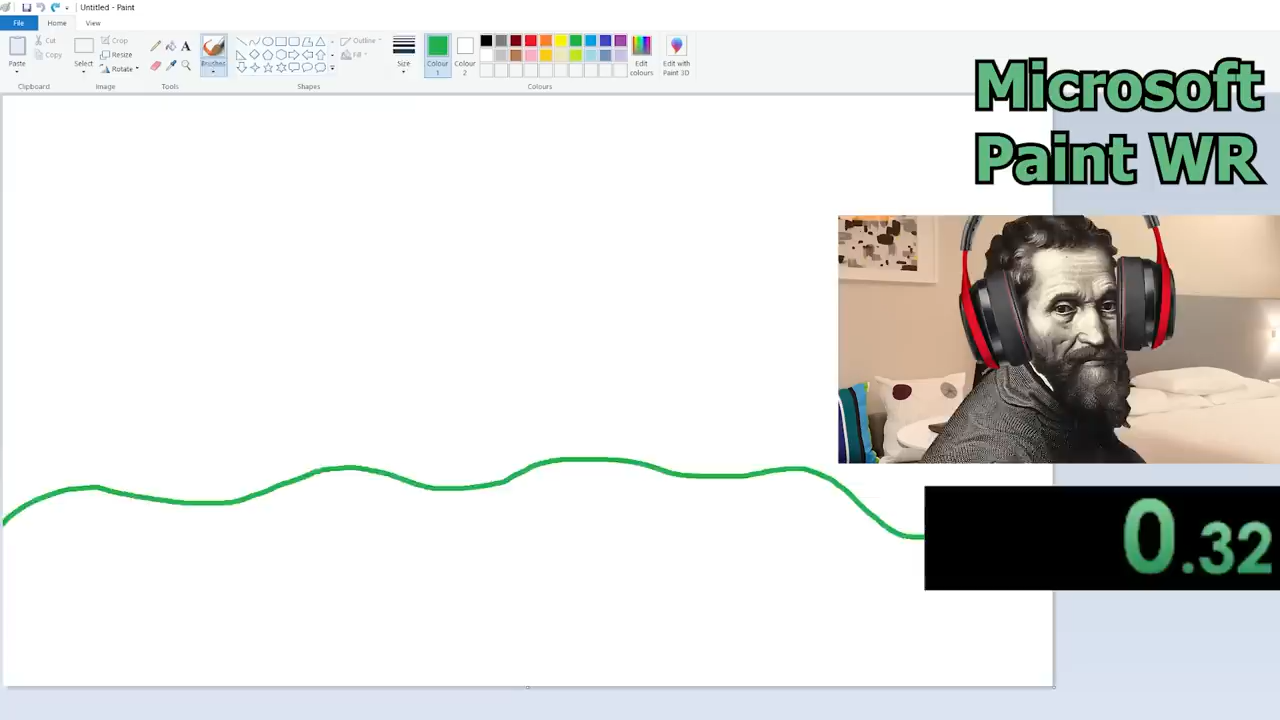 Untitled - Paint
File Home View
Paste
Cut
Copy
Clipboard
Select
Crop
Resize
Rotate
Image
A
Tools
Brushes
Outline
Fill
Shapes
Size
Colour
1
Colour
2
Edit
colours
Edit with
Paint 3D
Colours
Microsoft
Paint WR
0.32